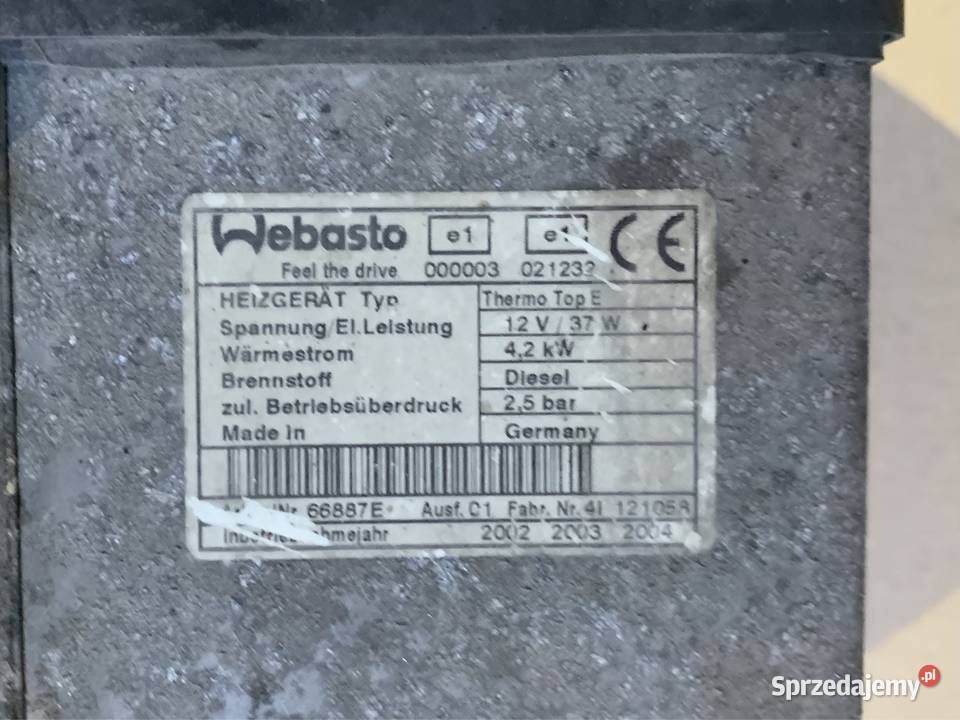 Webasto e1 e1 CE
Feel the drive 000003 021232
HEIZGERÄT Typ Thermo Top E
Spannung/El.Leistung 12 V / 37 W
Wärmestrom 4,2 kW
Brennstoff Diesel
zul. Betriebsüberdruck 2,5 bar
Made in Germany
66887E Ausf. C1 Fabr. Nr. 41 121058
2002 2003 2004
Sprzedajemy.pl